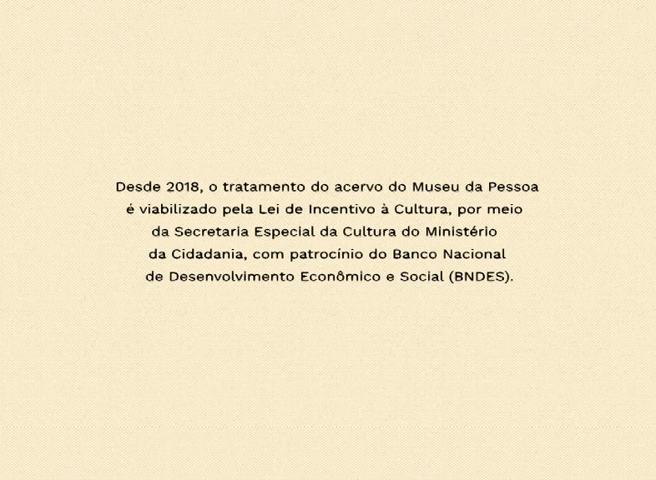 Desde 2018, o tratamento do acervo do Museu da Pessoa
é viabilizado pela Lei de Incentivo à Cultura, por meio
da Secretaria Especial da Cultura do Ministério
da Cidadania, com patrocínio do Banco Nacional
de Desenvolvimento Econômico e Social (BNDES).